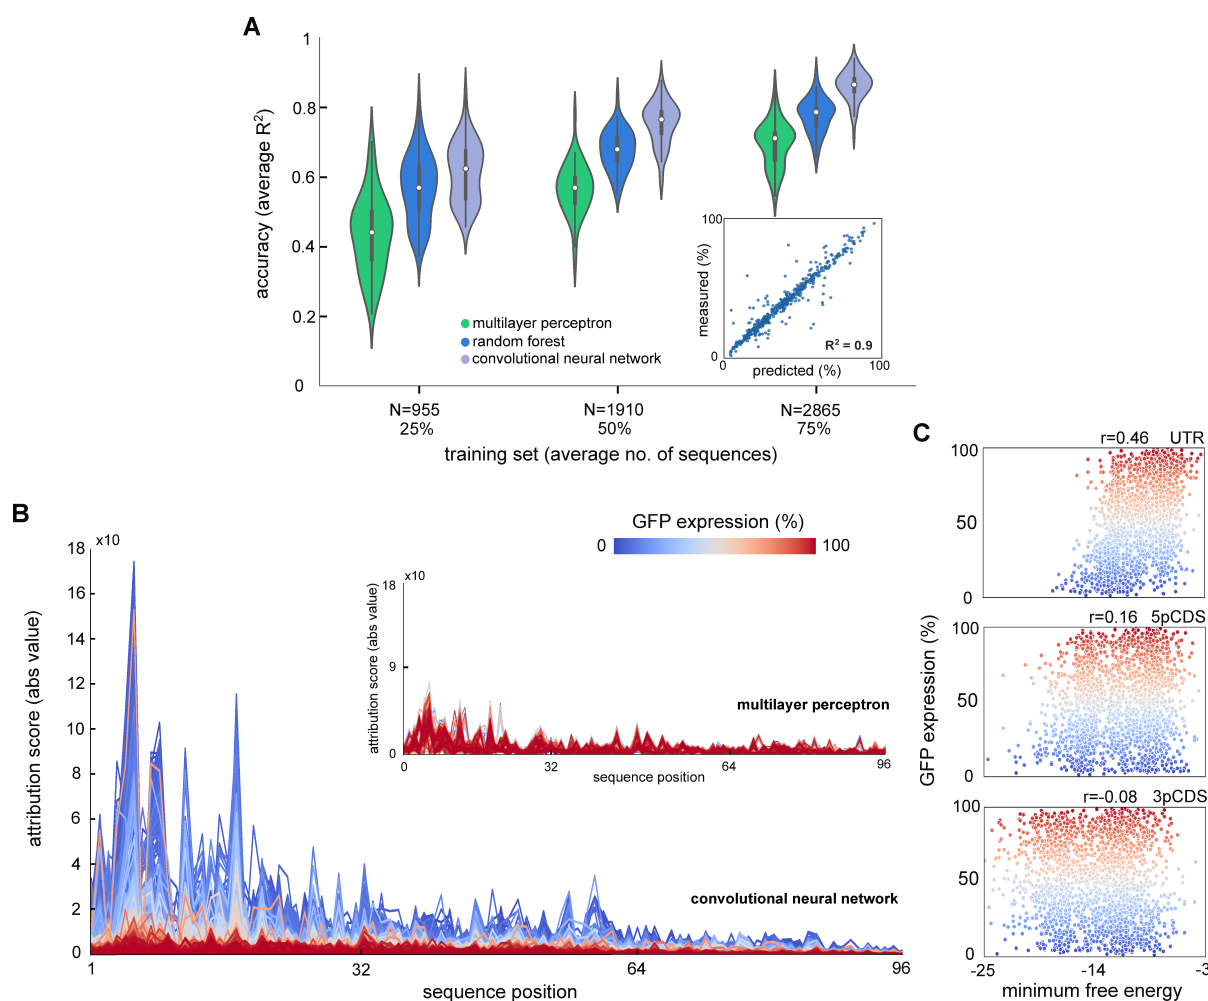 A
1
0.8
0.6
0.4
0.2
0
accuracy (average R²)
multilayer perceptron
random forest
convolutional neural network
100
measured (%)
0
R² = 0.9
0
predicted (%)
100
N=955
25%
N=1910
50%
N=2865
75%
training set (average no. of sequences)
B
x10
18
16
14
12
10
8
6
4
2
0
attribution score (abs value)
1
32
64
96
sequence position
convolutional neural network
GFP expression (%)
0
100
x10
18
9
0
attribution score (abs value)
multilayer perceptron
0
32
64
96
sequence position
C
r=0.46 UTR
100
50
0
r=0.16 5pCDS
100
50
0
GFP expression (%)
r=-0.08 3pCDS
100
50
0
-25
-14
-3
minimum free energy